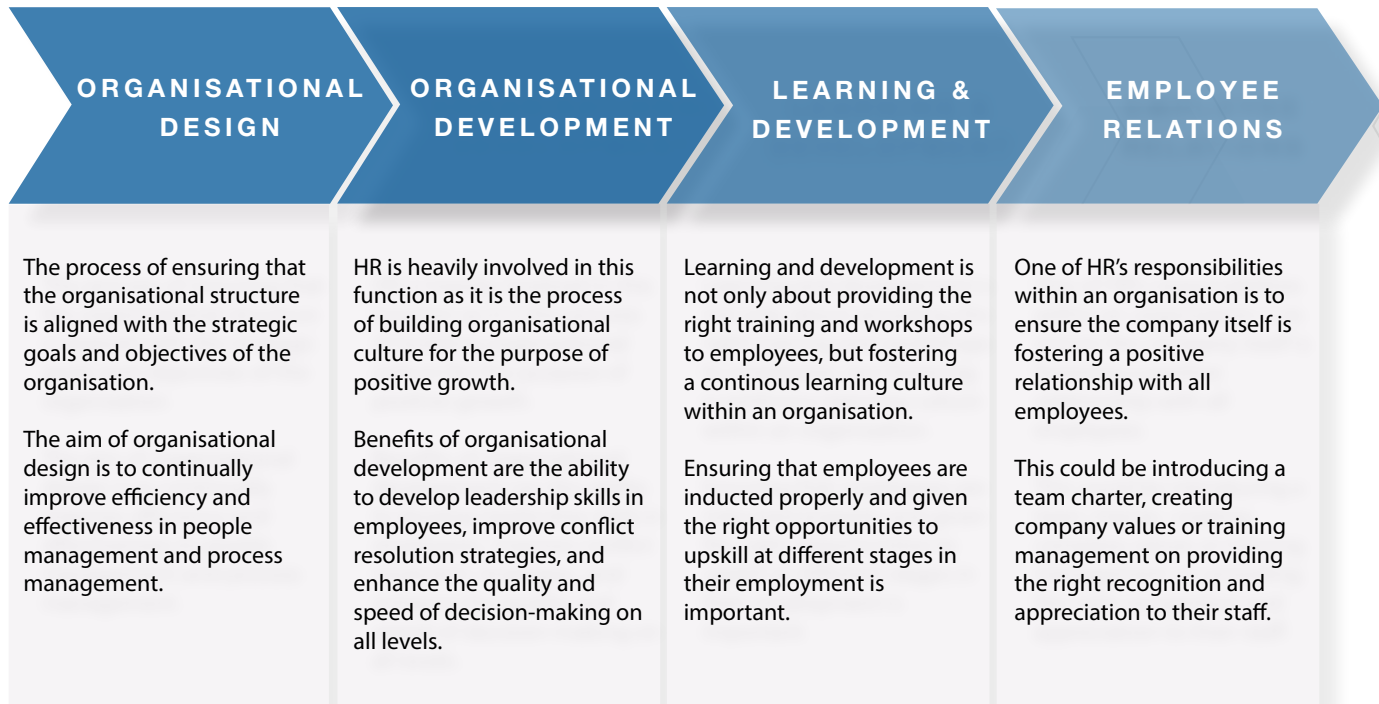 ORGANISATIONAL
DESIGN
The process of ensuring that
the organisational structure
is aligned with the strategic
goals and objectives of the
organisation.
The aim of organisational
design is to continually
improve efficiency and
effectiveness in people
management and process
management.
ORGANISATIONAL
DEVELOPMENT
HR is heavily involved in this
function as it is the process
of building organisational
culture for the purpose of
positive growth.
Benefits of organisational
development are the ability
to develop leadership skills in
employees, improve conflict
resolution strategies, and
enhance the quality and
speed of decision-making on
all levels.
LEARNING &
DEVELOPMENT
Learning and development is
not only about providing the
right training and workshops
to employees, but fostering
a continous learning culture
within an organisation.
Ensuring that employees are
inducted properly and given
the right opportunities to
upskill at different stages in
their employment is
important.
EMPLOYEE
RELATIONS
One of HR's responsibilities
within an organisation is to
ensure the company itself is
fostering a positive
relationship with all
employees.
This could be introducing a
team charter, creating
company values or training
management on providing
the right recognition and
appreciation to their staff.